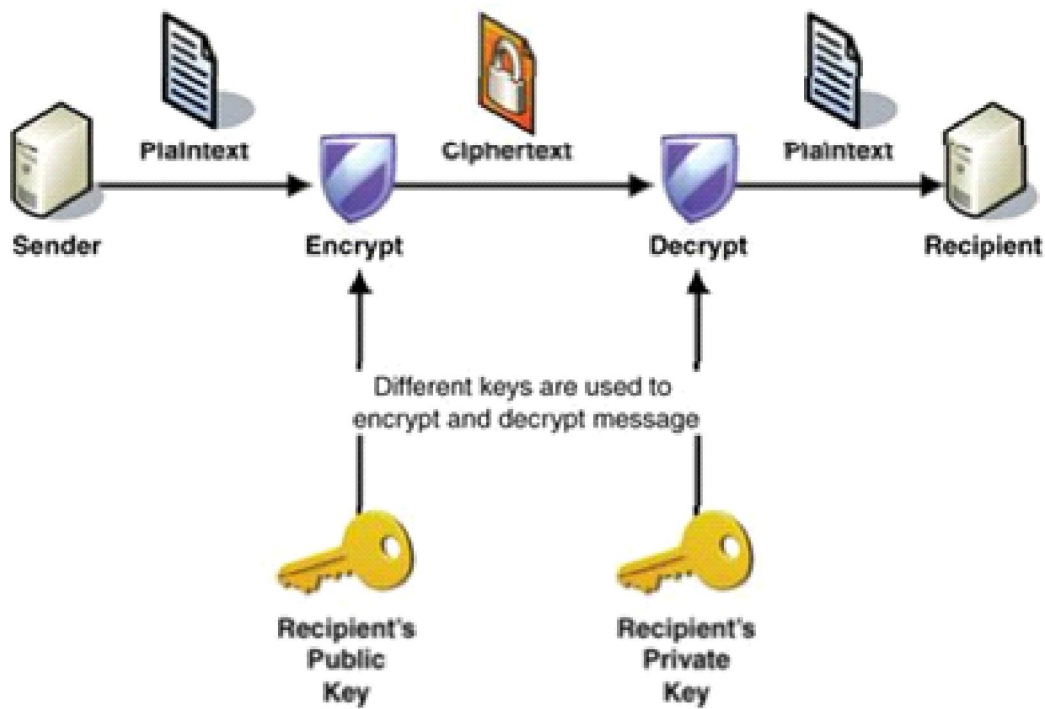 Plaintext
Ciphertext
Plaintext
Sender
Encrypt
Decrypt
Recipient
Different keys are used to
encrypt and decrypt message
Recipient's
Public
Key
Recipient's
Private
Key